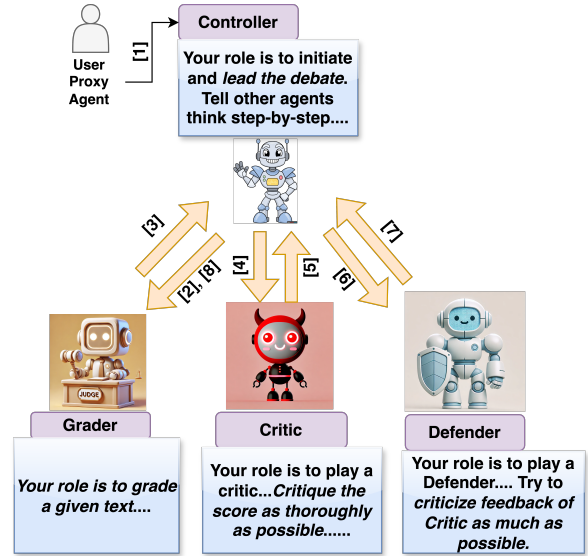 Controller
[1]
User
Proxy
Agent
Your role is to initiate
and lead the debate.
Tell other agents
think step-by-step....
[3]
[2], [8]
[4]
[5]
[6]
[7]
JUDGE
Grader
Your role is to grade
a given text....
Critic
Your role is to play a
critic...Critique the
score as thoroughly
as possible......
Defender
Your role is to play a
Defender.... Try to
criticize feedback of
Critic as much as
possible.